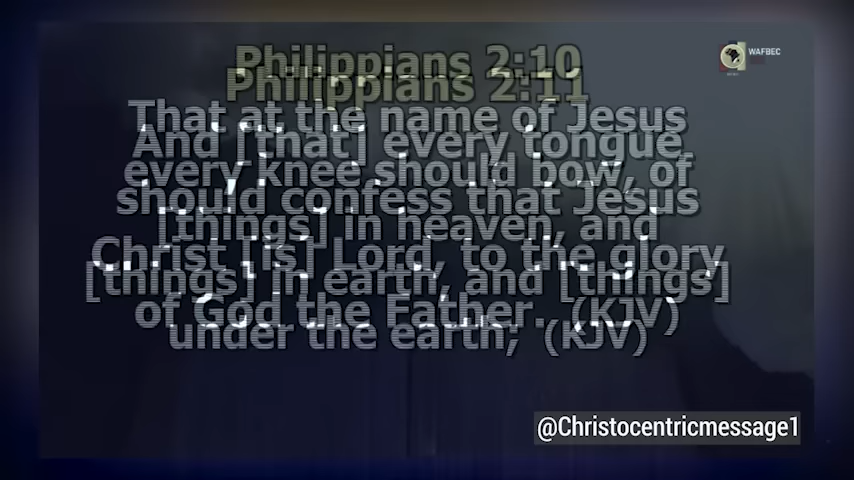 Philippians 2:10
That at the name of Jesus
every knee should bow, of
[things] in heaven, and
[things] in earth, and [things]
under the earth; (KJV)
Philippians 2:11
And [that] every tongue
should confess that Jesus
Christ [is] Lord, to the glory
of God the Father. (KJV)
WAFBEC
@Christocentricmessage1